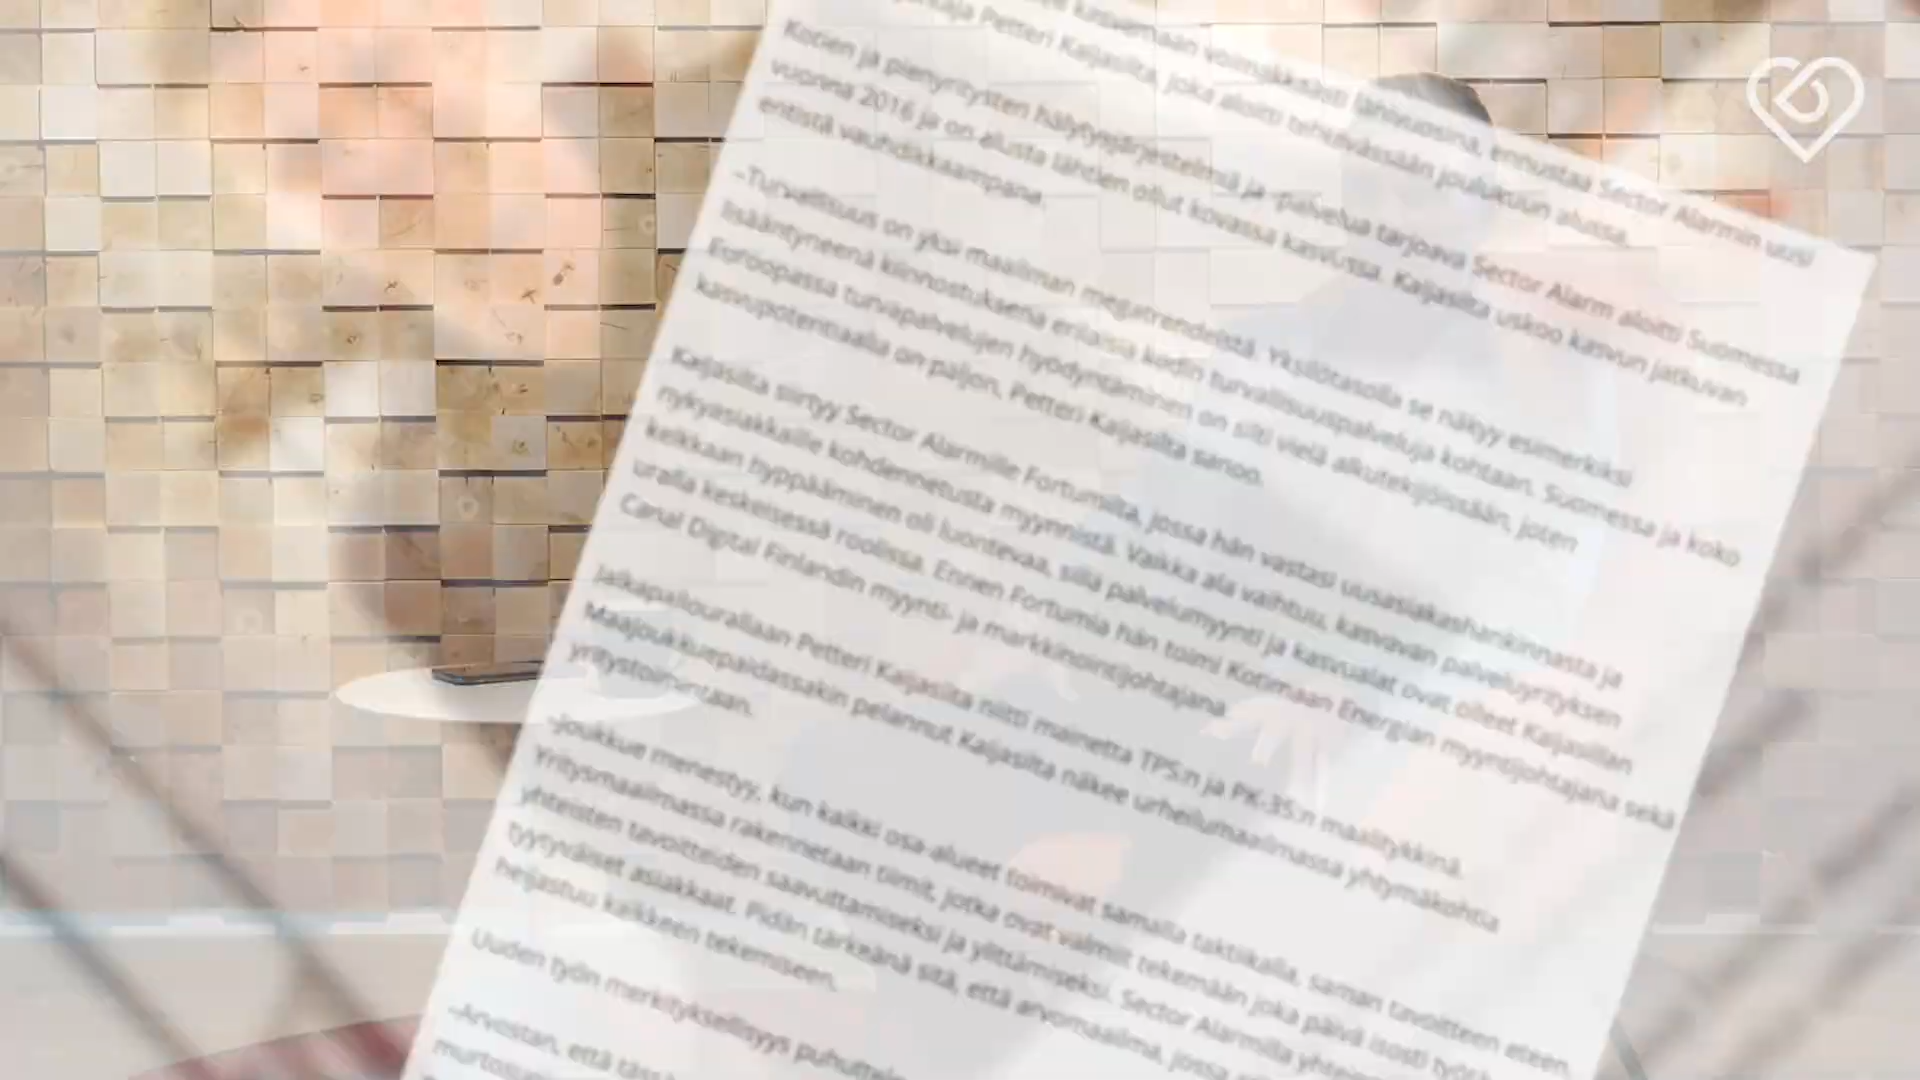 kasvamaan voimakkaasti lähivuosina, ennustaa Sector Alarmin uusi
Petteri Kaijasilta, joka aloitti tehtävässään joulukuun alussa.
Kotien ja pienyritysten hälytysjärjestelmiä ja -palvelua tarjoava Sector Alarm aloitti Suomessa
vuonna 2016 ja on alusta lähtien ollut kovassa kasvussa. Kaijasilta uskoo kasvun jatkuvan
entistä vauhdikkaampana.
–Turvallisuus on yksi maailman megatrendeistä. Yksilötasolla se näkyy esimerkiksi
lisääntyneenä kiinnostuksena erilaisia kodin turvallisuuspalveluja kohtaan. Suomessa ja koko
Euroopassa turvapalvelujen hyödyntäminen on silti vielä alkutekijöissään, joten
kasvupotentiaalia on paljon, Petteri Kaijasilta sanoo.
Kaijasilta siirtyy Sector Alarmille Fortumilta, jossa hän vastasi uusasiakashankinnasta ja
nykyasiakkaille kohdennetusta myynnistä. Vaikka ala vaihtuu, kasvavan palveluyrityksen
kelkkaan hyppääminen oli luontevaa, sillä palvelumyynti ja kasvualat ovat olleet Kaijasillan
uralla keskeisessä roolissa. Ennen Fortumia hän toimi Kotimaan Energian myyntijohtajana sekä
Canal Digital Finlandin myynti- ja markkinointijohtajana.
Jalkapallourallaan Petteri Kaijasilta niitti mainetta TPS:n ja PK-35:n maalitykkinä.
Maajoukkuepaidassakin pelannut Kaijasilta näkee urheilumaailmassa yhtymäkohtia
yritystoimintaan.
–Joukkue menestyy, kun kaikki osa-alueet toimivat samalla taktiikalla, saman tavoitteen eteen.
Yritysmaailmassa rakennetaan tiimit, jotka ovat valmiit tekemään joka päivä isosti työtä
yhteisten tavoitteiden saavuttamiseksi ja ylittämiseksi. Sector Alarmilla
tyytyväiset asiakkaat. Pidän tärkeänä sitä, että arvomaailma, jossa
heijastuu kaikkeen tekemiseen.
Uuden työn merkityksellisyys
–Arvostan, että